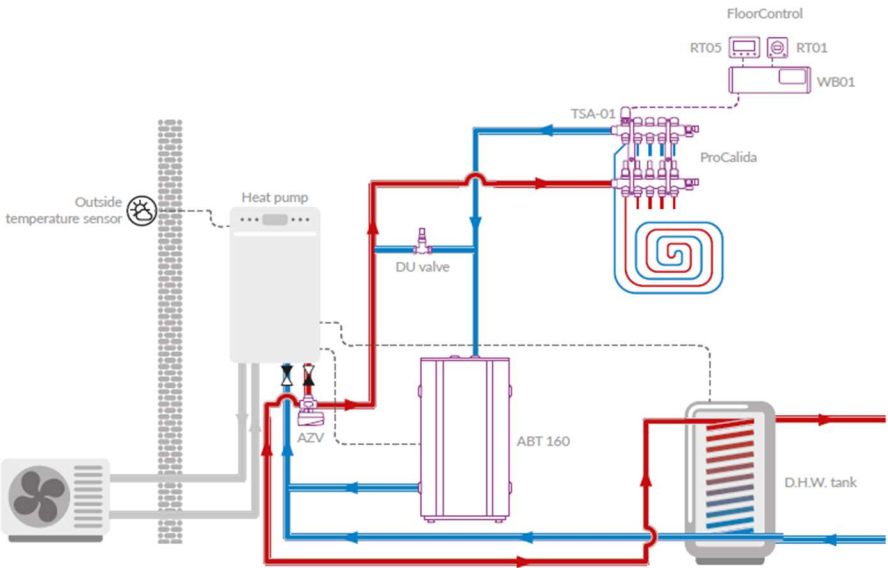 FloorControl
RT05
RT01
WB01
TSA-01
ProCalida
Outside
temperature sensor
Heat pump
DU valve
AZV
ABT 160
D.H.W. tank